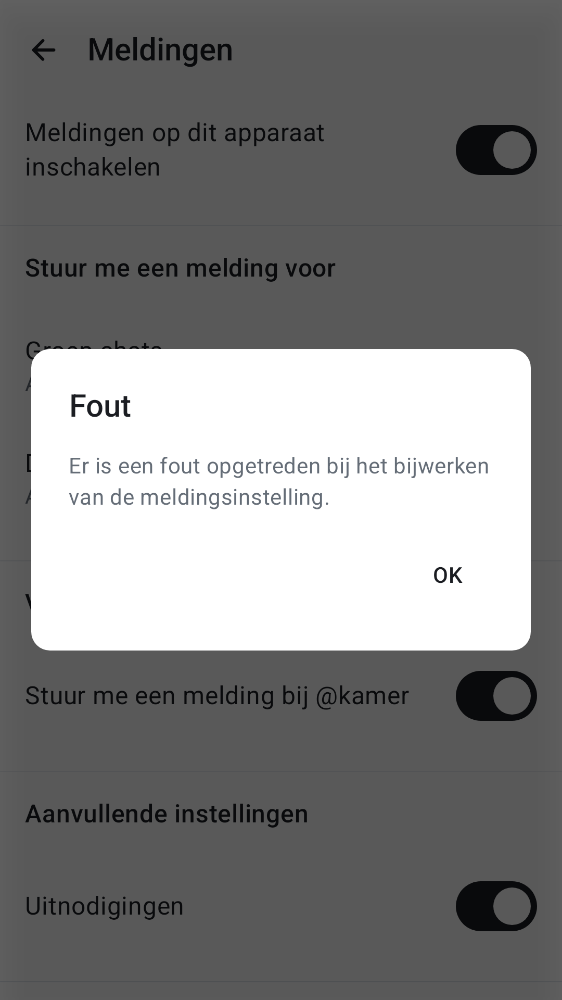 Meldingen
Meldingen op dit apparaat
inschakelen
Stuur me een melding voor
Fout
Er is een fout opgetreden bij het bijwerken
van de meldingsinstelling.
OK
Stuur me een melding bij @kamer
Aanvullende instellingen
Uitnodigingen